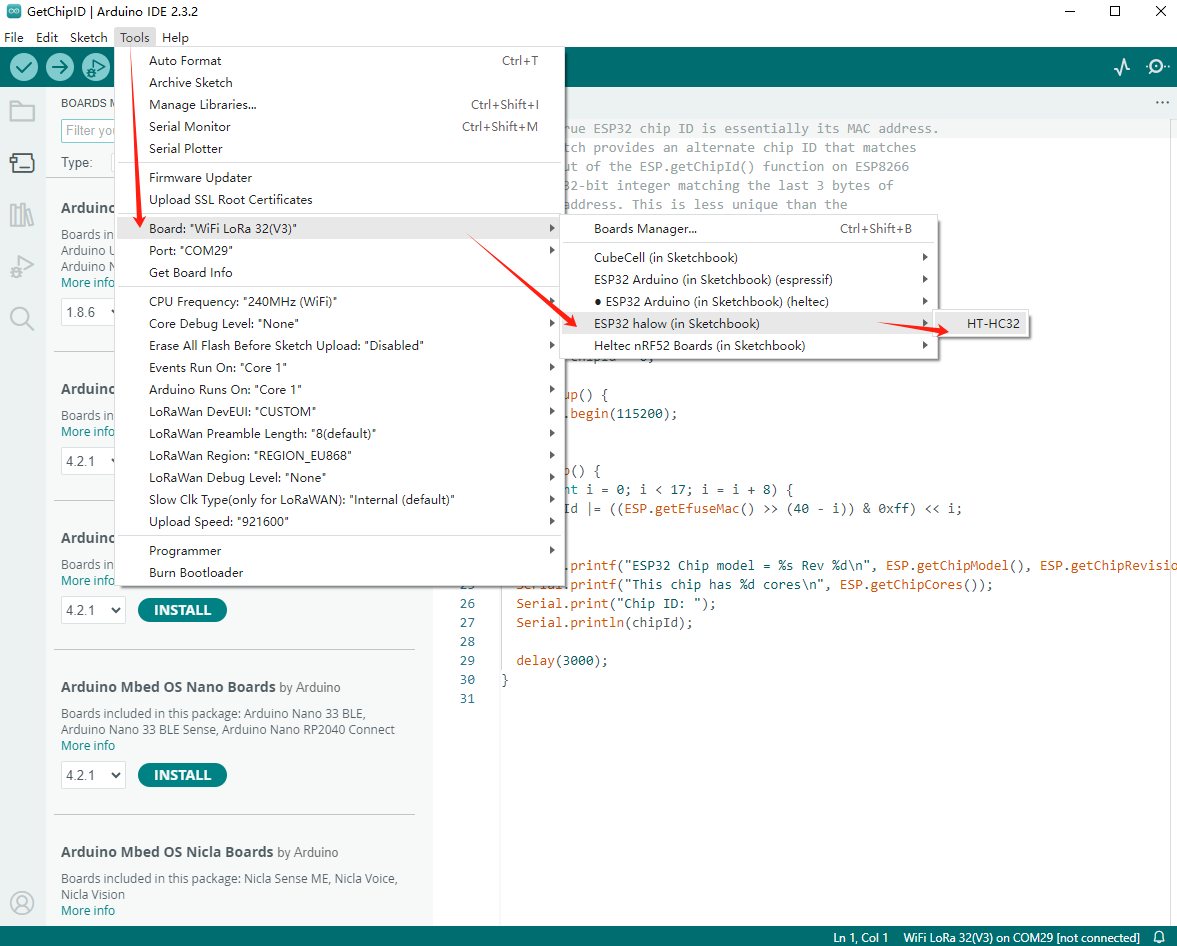 GetChipID | Arduino IDE 2.3.2
File Edit Sketch Tools Help
Auto Format Ctrl+T
Archive Sketch
Manage Libraries... Ctrl+Shift+I
Serial Monitor Ctrl+Shift+M
Serial Plotter
Firmware Updater
Upload SSL Root Certificates
Board: "WiFi LoRa 32(V3)"
Port: "COM29"
Get Board Info
CPU Frequency: "240MHz (WiFi)"
Core Debug Level: "None"
Erase All Flash Before Sketch Upload: "Disabled"
Events Run On: "Core 1"
Arduino Runs On: "Core 1"
LoRaWan DevEUI: "CUSTOM"
LoRaWan Preamble Length: "8(default)"
LoRaWan Region: "REGION_EU868"
LoRaWan Debug Level: "None"
Slow Clk Type(only for LoRaWAN): "Internal (default)"
Upload Speed: "921600"
Programmer
Burn Bootloader
Boards Manager... Ctrl+Shift+B
CubeCell (in Sketchbook)
ESP32 Arduino (in Sketchbook) (espressif)
● ESP32 Arduino (in Sketchbook) (heltec)
ESP32 halow (in Sketchbook)
Heltec nRF52 Boards (in Sketchbook)
HT-HC32
BOARDS M
Filter you
Type:
Arduino
Boards in
Arduino U
Arduino N
More info
1.8.6
Arduino
Boards in
More info
4.2.1
Arduino
Boards in
More info
4.2.1 INSTALL
Arduino Mbed OS Nano Boards by Arduino
Boards included in this package: Arduino Nano 33 BLE,
Arduino Nano 33 BLE Sense, Arduino Nano RP2040 Connect
More info
4.2.1 INSTALL
Arduino Mbed OS Nicla Boards by Arduino
Boards included in this package: Nicla Sense ME, Nicla Voice,
Nicla Vision
More info
rue ESP32 chip ID is essentially its MAC address.
tch provides an alternate chip ID that matches
ut of the ESP.getChipId() function on ESP8266
32-bit integer matching the last 3 bytes of
address. This is less unique than the
up() {
.begin(115200);
p() {
nt i = 0; i < 17; i = i + 8) {
Id |= ((ESP.getEfuseMac() >> (40 - i)) & 0xff) << i;
.printf("ESP32 Chip model = %s Rev %d\n", ESP.getChipModel(), ESP.getChipRevisio
25 Serial.printf("This chip has %d cores\n", ESP.getChipCores());
26 Serial.print("Chip ID: ");
27 Serial.println(chipId);
28
29 delay(3000);
30 }
31
Ln 1, Col 1 WiFi LoRa 32(V3) on COM29 [not connected]